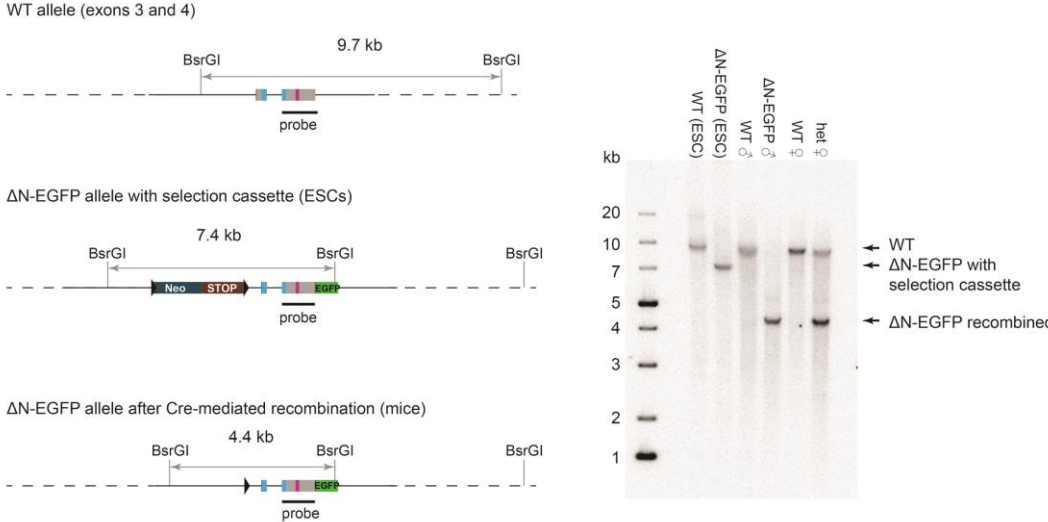 WT allele (exons 3 and 4)
9.7 kb
BsrGI BsrGI
probe
ΔN-EGFP allele with selection cassette (ESCs)
7.4 kb
BsrGI BsrGI BsrGI
Neo STOP EGFP
probe
ΔN-EGFP allele after Cre-mediated recombination (mice)
4.4 kb
BsrGI BsrGI BsrGI
EGFP
probe
WT (ESC)
ΔN-EGFP (ESC)
WT ♂
ΔN-EGFP ♂
WT ♀
het ♀
kb
20
10
7
5
4
3
2
1
WT
ΔN-EGFP with
selection cassette
ΔN-EGFP recombined